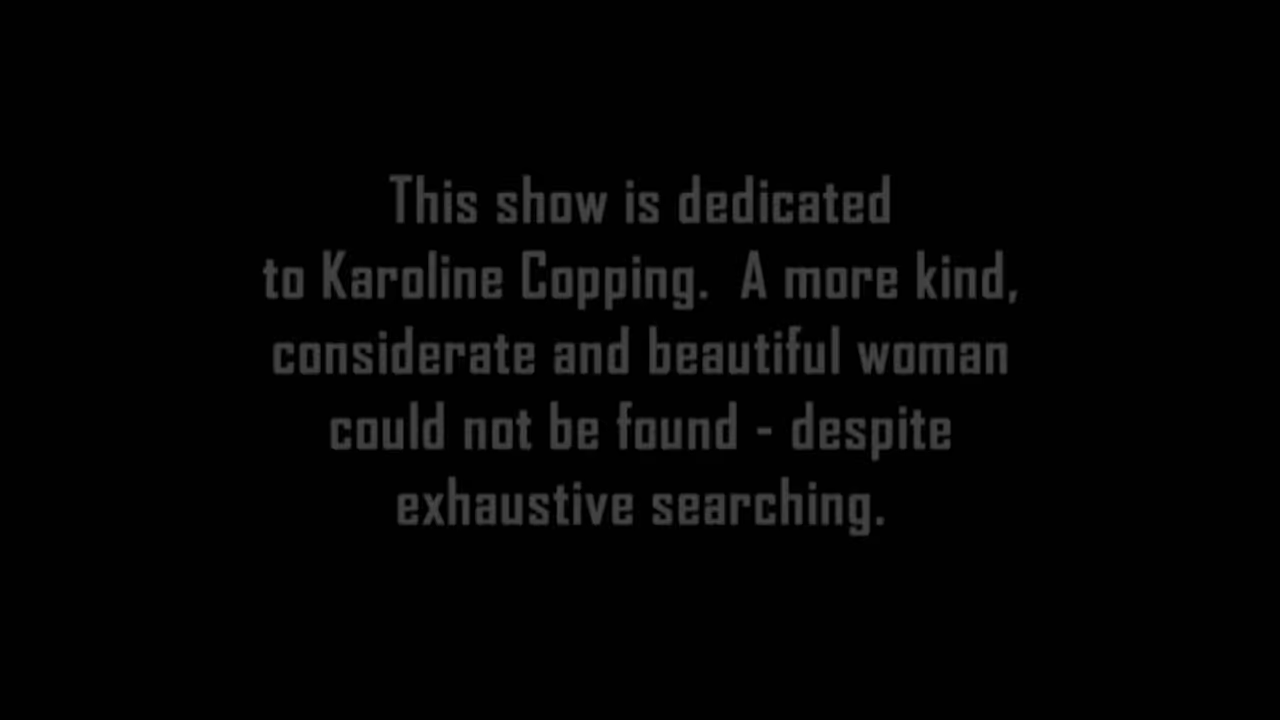 This show is dedicated
to Karoline Copping.  A more kind,
considerate and beautiful woman
could not be found - despite
exhaustive searching.